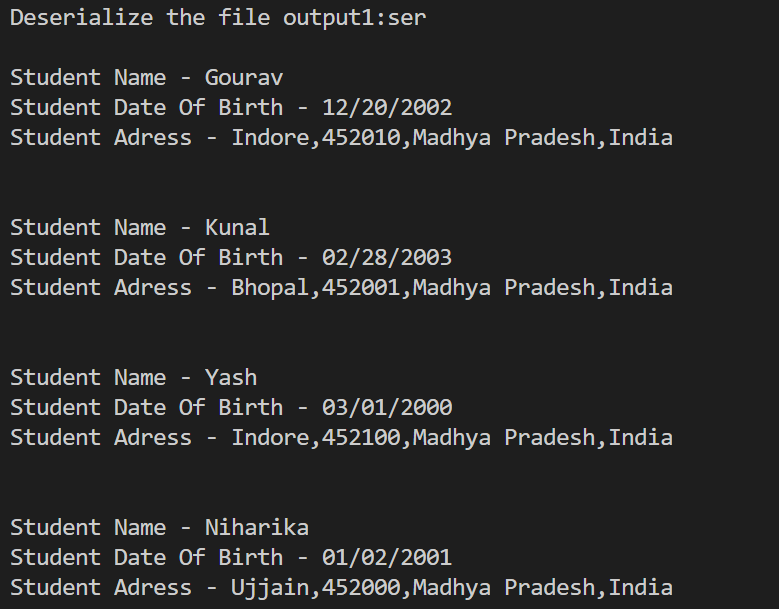 Deserialize the file output1:ser
Student Name - Gourav
Student Date Of Birth - 12/20/2002
Student Adress - Indore,452010,Madhya Pradesh,India
Student Name - Kunal
Student Date Of Birth - 02/28/2003
Student Adress - Bhopal,452001,Madhya Pradesh,India
Student Name - Yash
Student Date Of Birth - 03/01/2000
Student Adress - Indore,452100,Madhya Pradesh,India
Student Name - Niharika
Student Date Of Birth - 01/02/2001
Student Adress - Ujjain,452000,Madhya Pradesh,India